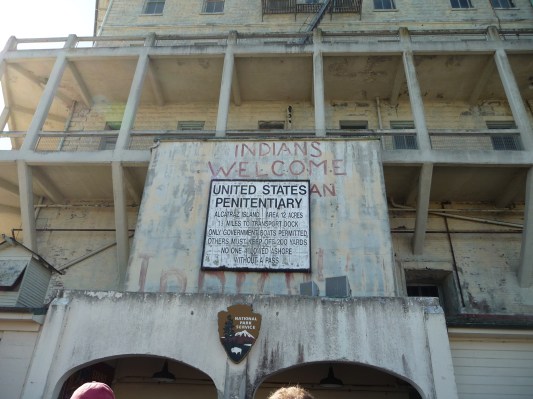 INDIANS
WELCOME
UNITED STATES
PENITENTIARY
ALCATRAZ ISLAND AREA 12 ACRES
1½ MILES TO TRANSPORT DOCK
ONLY GOVERNMENT BOATS PERMITTED
OTHERS MUST KEEP OFF 200 YARDS
NO ONE ALLOWED ASHORE
WITHOUT A PASS
NATIONAL
PARK
SERVICE